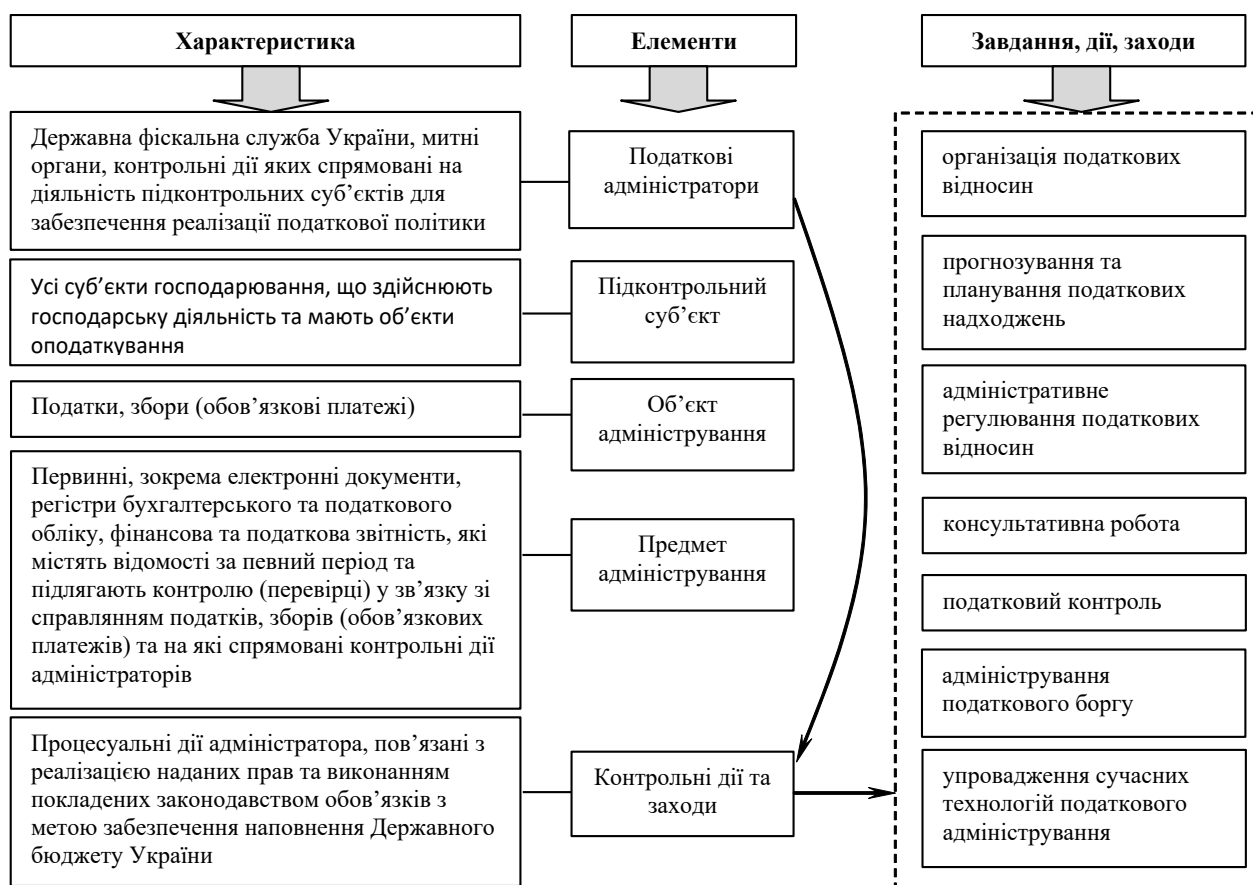 Характеристика
Елементи
Завдання, дії, заходи
Державна фіскальна служба України, митні
органи, контрольні дії яких спрямовані на
діяльність підконтрольних суб’єктів для
забезпечення реалізації податкової політики
Податкові
адміністратори
організація податкових
відносин
Усі суб’єкти господарювання, що здійснюють
господарську діяльність та мають об’єкти
оподаткування
Підконтрольний
суб’єкт
прогнозування та
планування податкових
надходжень
Податки, збори (обов’язкові платежі)
Об’єкт
адміністрування
адміністративне
регулювання податкових
відносин
Первинні, зокрема електронні документи,
регістри бухгалтерського та податкового
обліку, фінансова та податкова звітність, які
містять відомості за певний період та
підлягають контролю (перевірці) у зв’язку зі
справлянням податків, зборів (обов’язкових
платежів) та на які спрямовані контрольні дії
адміністраторів
Предмет
адміністрування
консультативна робота
податковий контроль
адміністрування
податкового боргу
Процесуальні дії адміністратора, пов’язані з
реалізацією наданих прав та виконанням
покладених законодавством обов’язків з
метою забезпечення наповнення Державного
бюджету України
Контрольні дії та
заходи
упровадження сучасних
технологій податкового
адміністрування